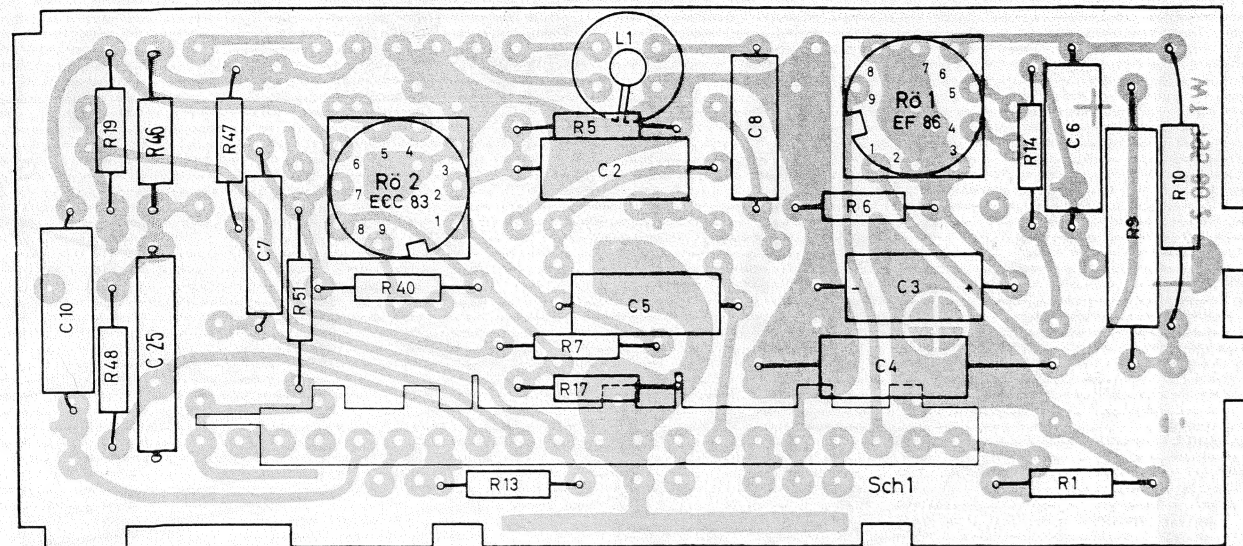 L1
R19
R46
R47
R5
C2
C8
8
7
6
9
5
Rö 1
EF 86
4
1
2
3
R14
C6
+
R9
R10
5
4
6
3
Rö 2
7
2
ECC 83
1
8
9
R6
C7
C10
R48
C25
R51
R40
C5
- C3 +
R7
C4
R17
R13
Sch1
R1